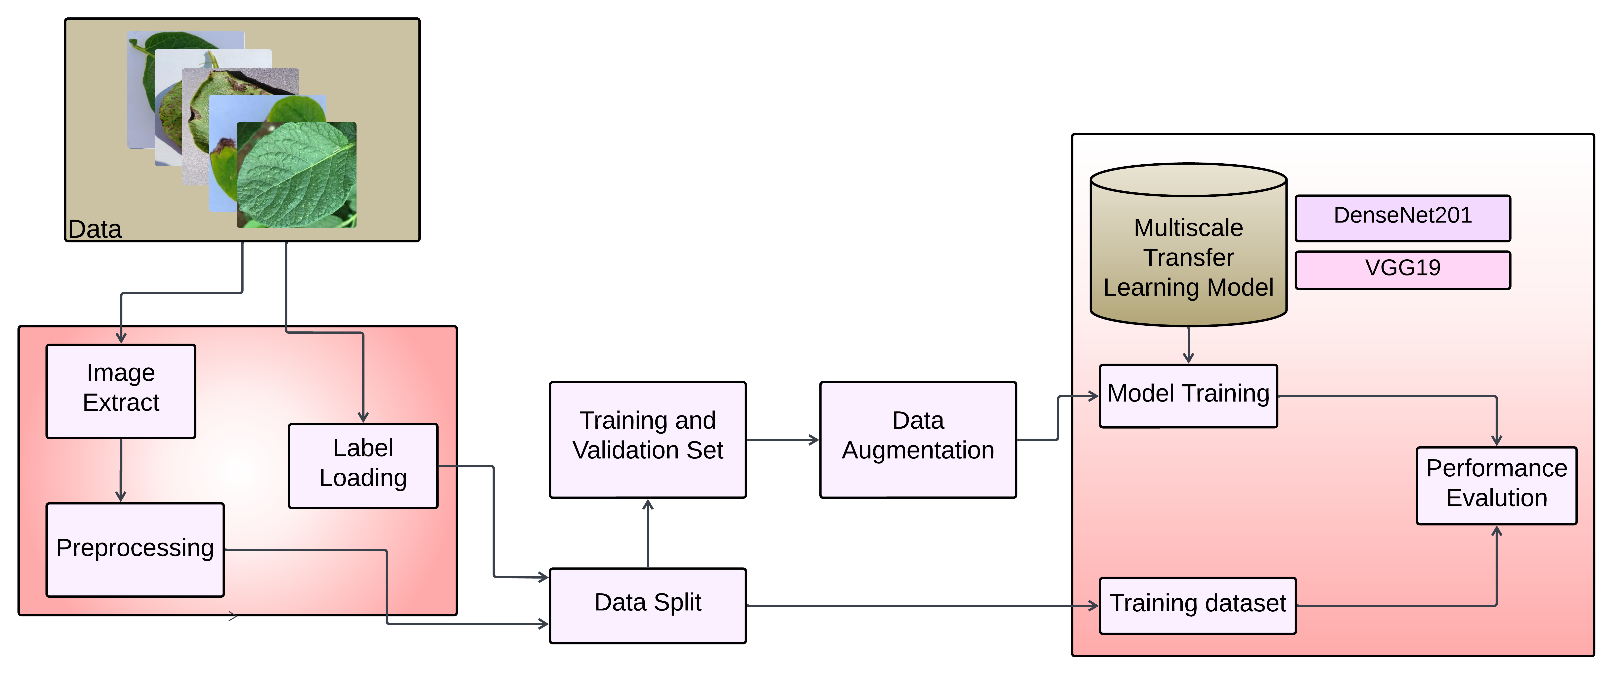 Data
Image
Extract
Label
Loading
Preprocessing
Training and
Validation Set
Data
Augmentation
Data Split
Multiscale
Transfer
Learning Model
DenseNet201
VGG19
Model Training
Performance
Evalution
Training dataset